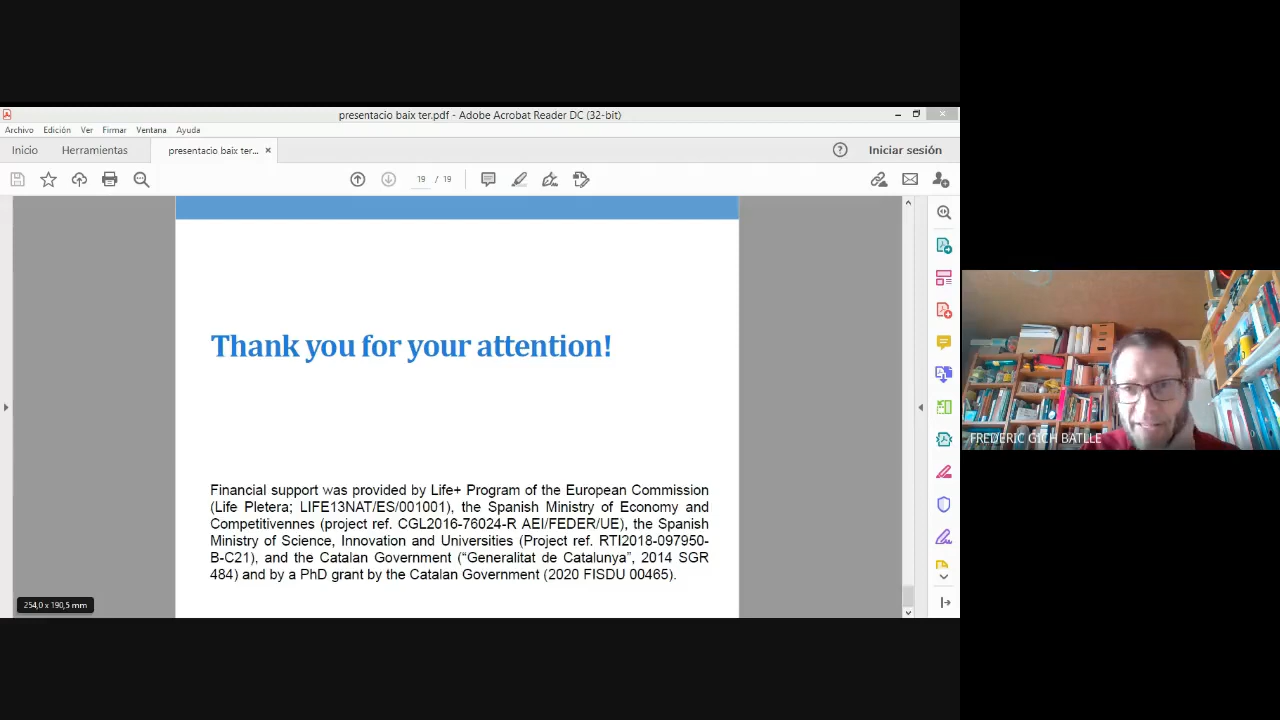 presentacio baix ter.pdf - Adobe Acrobat Reader DC (32-bit)
Archivo Edición Ver Firmar Ventana Ayuda
Inicio Herramientas presentacio baix ter... × Iniciar sesión
19 / 19
Thank you for your attention!
Financial support was provided by Life+ Program of the European Commission
(Life Pletera; LIFE13NAT/ES/001001), the Spanish Ministry of Economy and
Competitivennes (project ref. CGL2016-76024-R AEI/FEDER/UE), the Spanish
Ministry of Science, Innovation and Universities (Project ref. RTI2018-097950-
B-C21), and the Catalan Government (“Generalitat de Catalunya”, 2014 SGR
484) and by a PhD grant by the Catalan Government (2020 FISDU 00465).
254,0 x 190,5 mm
FREDERIC GICH BATLLE